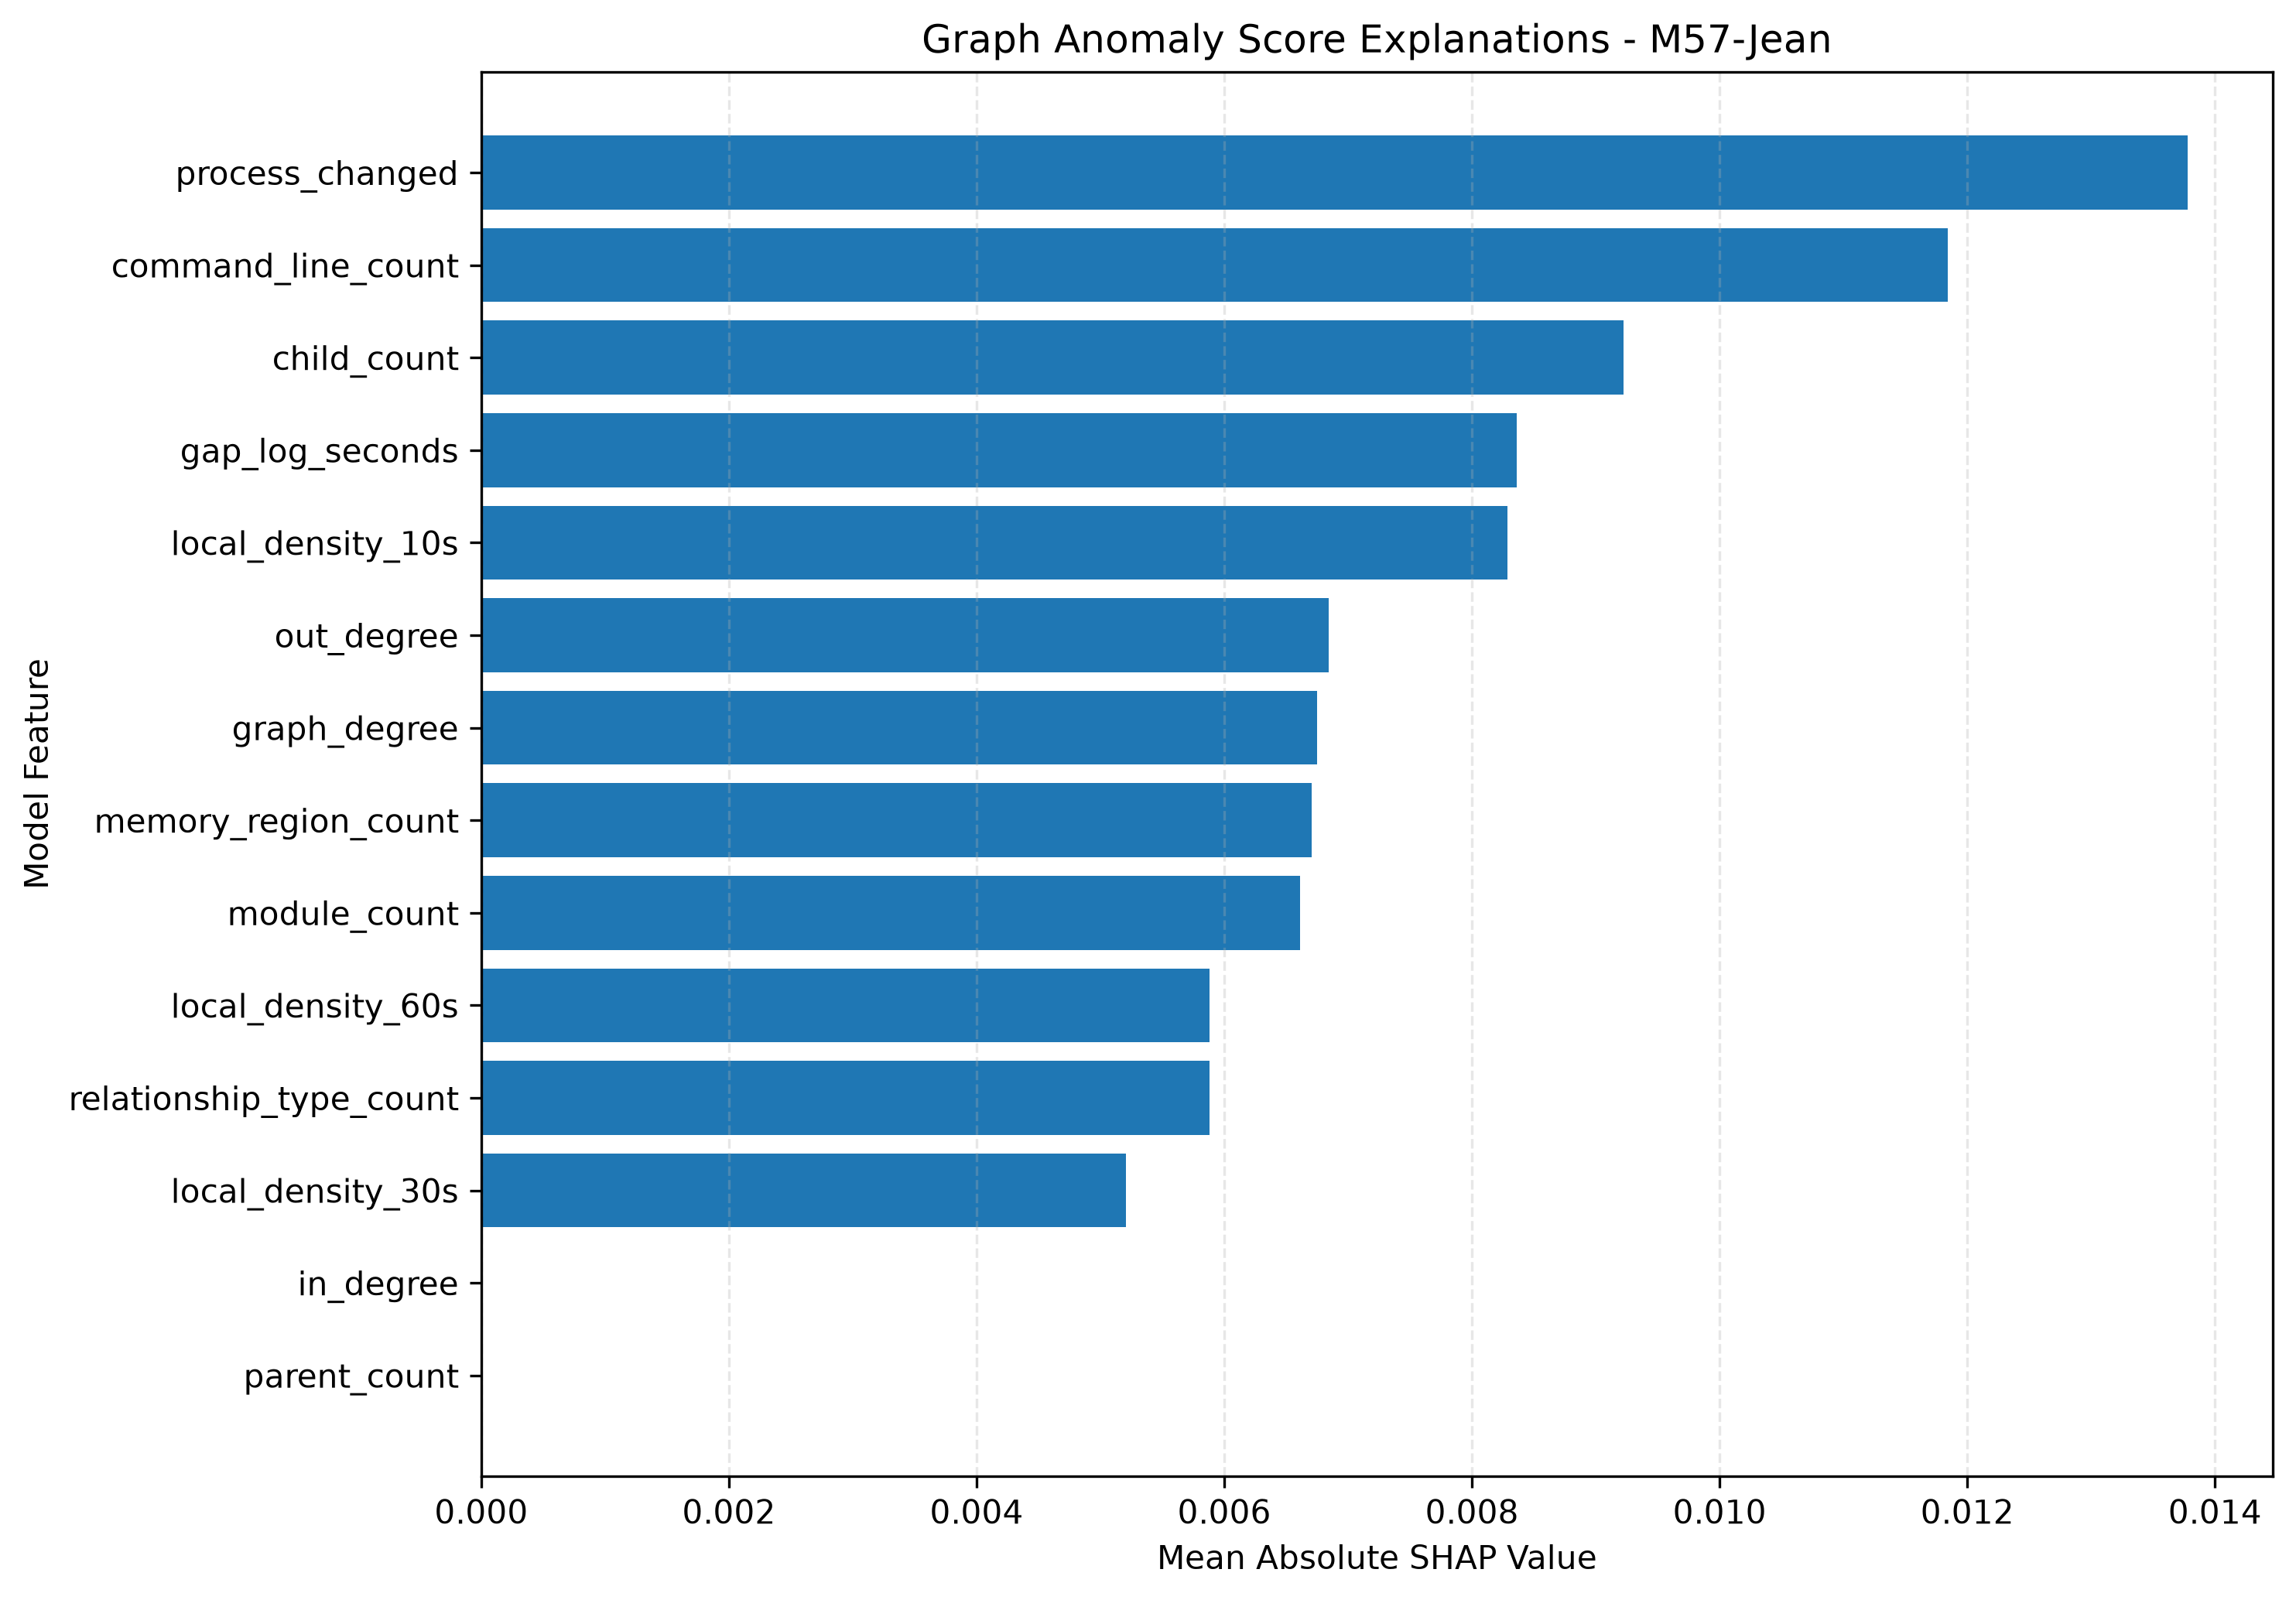 Graph Anomaly Score Explanations - M57-Jean
process_changed
command_line_count
child_count
gap_log_seconds
local_density_10s
out_degree
graph_degree
memory_region_count
module_count
local_density_60s
relationship_type_count
local_density_30s
in_degree
parent_count
Model Feature
0.000 0.002 0.004 0.006 0.008 0.010 0.012 0.014
Mean Absolute SHAP Value